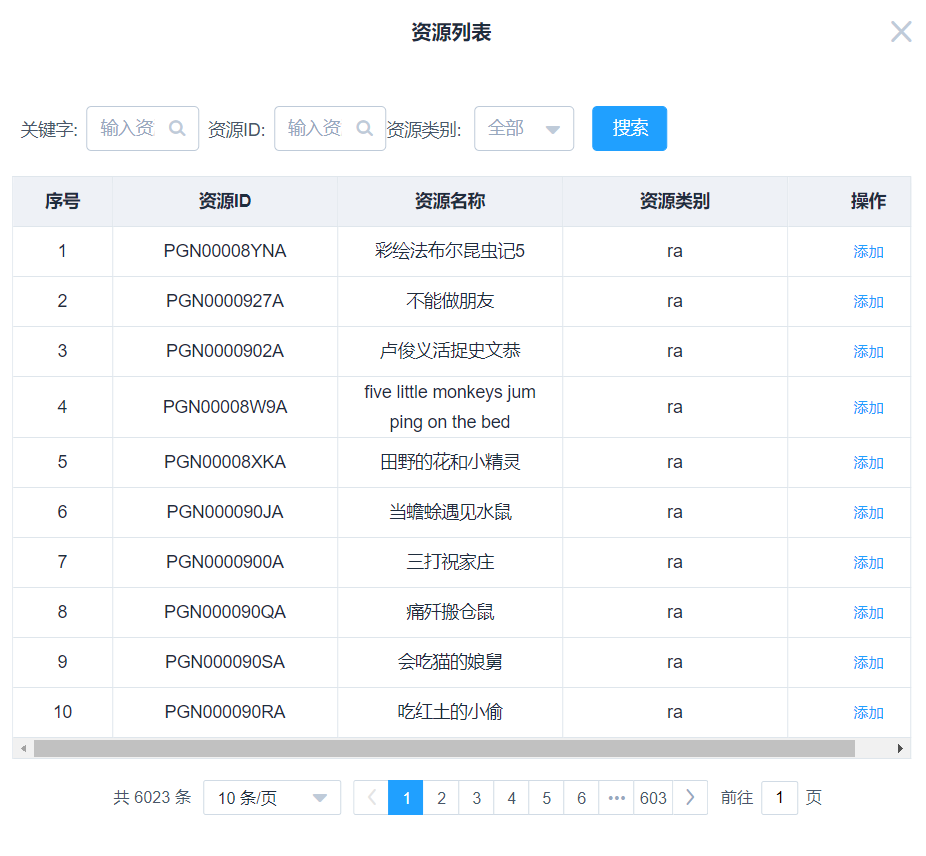 资源列表
关键字: 输入资 资源ID: 输入资 资源类别: 全部 搜索
序号 资源ID 资源名称 资源类别 操作
1 PGN00008YNA 彩绘法布尔昆虫记5 ra 添加
2 PGN0000927A 不能做朋友 ra 添加
3 PGN0000902A 卢俊义活捉史文恭 ra 添加
4 PGN00008W9A five little monkeys jum ra 添加
ping on the bed
5 PGN00008XKA 田野的花和小精灵 ra 添加
6 PGN000090JA 当蟾蜍遇见水鼠 ra 添加
7 PGN0000900A 三打祝家庄 ra 添加
8 PGN000090QA 痛歼搬仓鼠 ra 添加
9 PGN000090SA 会吃猫的娘舅 ra 添加
10 PGN000090RA 吃红土的小偷 ra 添加
共 6023 条 10 条/页 1 2 3 4 5 6 ••• 603 前往 1 页